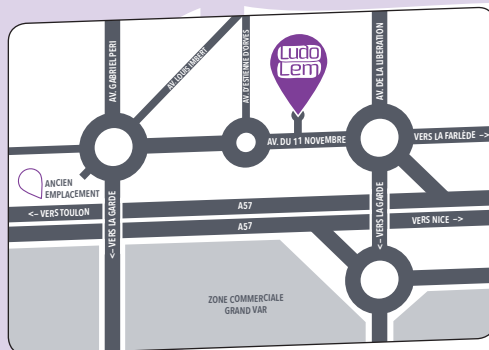 AV. GABRIEL PERI
AV. LOUIS IMBERT
AV. D'ESTIENNE D'ORVES
Ludo
Lem
AV. DE LA LIBERATION
AV. DU 11 NOVEMBRE
VERS LA FARLÈDE –>
ANCIEN
EMPLACEMENT
<– VERS TOULON
<– VERS LA GARDE
A57
A57
<– VERS LA GARDE
VERS NICE –>
ZONE COMMERCIALE
GRAND VAR